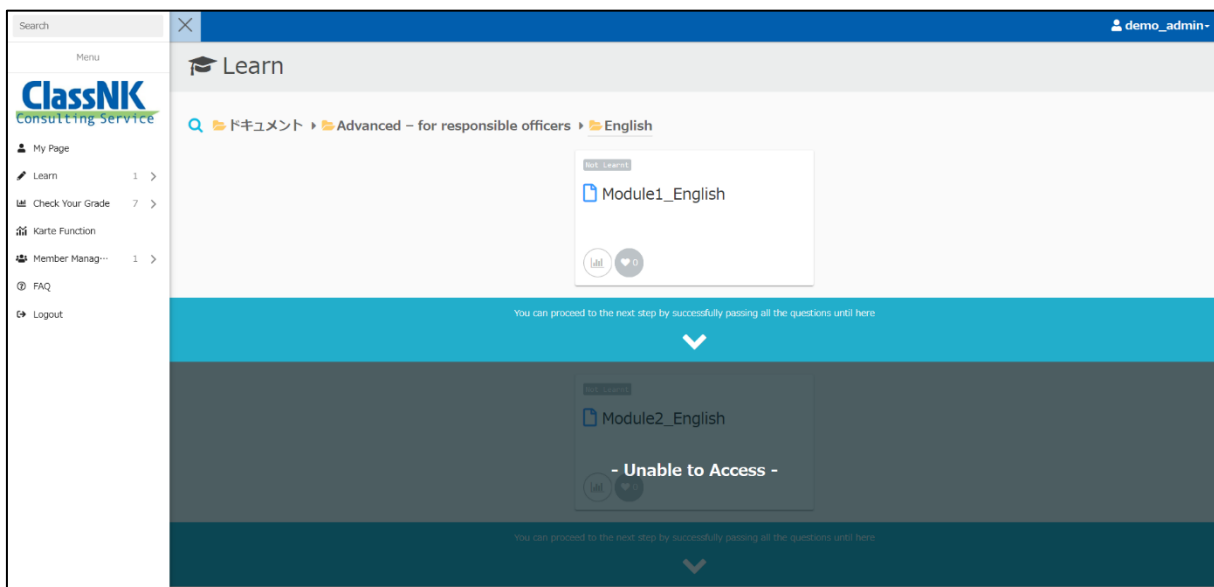 Search
demo_admin
Menu
Learn
ClassNK
Consulting Service
ドキュメント Advanced – for responsible officers English
My Page
Learn 1
Check Your Grade 7
Karte Function
Member Manag… 1
FAQ
Logout
Not Learnt
Module1_English
0
You can proceed to the next step by successfully passing all the questions until here
Not Learnt
Module2_English
- Unable to Access -
0
You can proceed to the next step by successfully passing all the questions until here